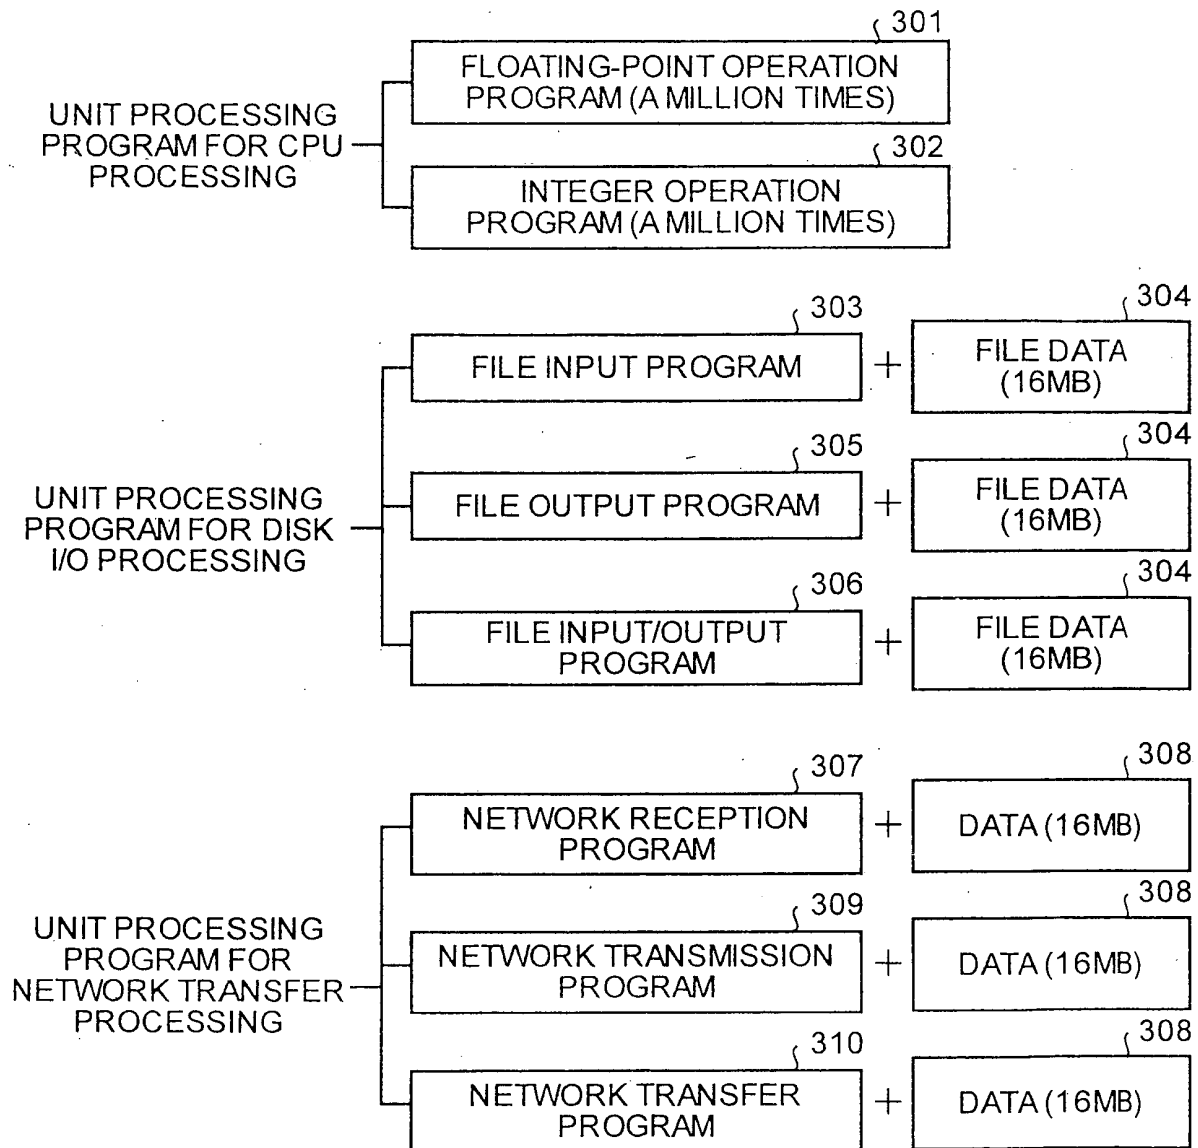 301
FLOATING-POINT OPERATION
PROGRAM (A MILLION TIMES)
UNIT PROCESSING
PROGRAM FOR CPU
PROCESSING
302
INTEGER OPERATION
PROGRAM (A MILLION TIMES)
303
FILE INPUT PROGRAM
+
304
FILE DATA
(16MB)
UNIT PROCESSING
PROGRAM FOR DISK
I/O PROCESSING
305
FILE OUTPUT PROGRAM
+
304
FILE DATA
(16MB)
306
FILE INPUT/OUTPUT
PROGRAM
+
304
FILE DATA
(16MB)
307
NETWORK RECEPTION
PROGRAM
+
308
DATA (16MB)
UNIT PROCESSING
PROGRAM FOR
NETWORK TRANSFER
PROCESSING
309
NETWORK TRANSMISSION
PROGRAM
+
308
DATA (16MB)
310
NETWORK TRANSFER
PROGRAM
+
308
DATA (16MB)